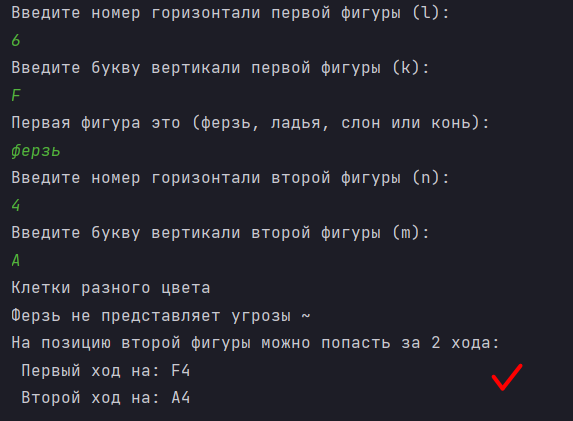 Введите номер горизонтали первой фигуры (l):
6
Введите букву вертикали первой фигуры (k):
F
Первая фигура это (ферзь, ладья, слон или конь):
ферзь
Введите номер горизонтали второй фигуры (n):
4
Введите букву вертикали второй фигуры (m):
A
Клетки разного цвета
Ферзь не представляет угрозы ~
На позицию второй фигуры можно попасть за 2 хода:
Первый ход на: F4
Второй ход на: A4